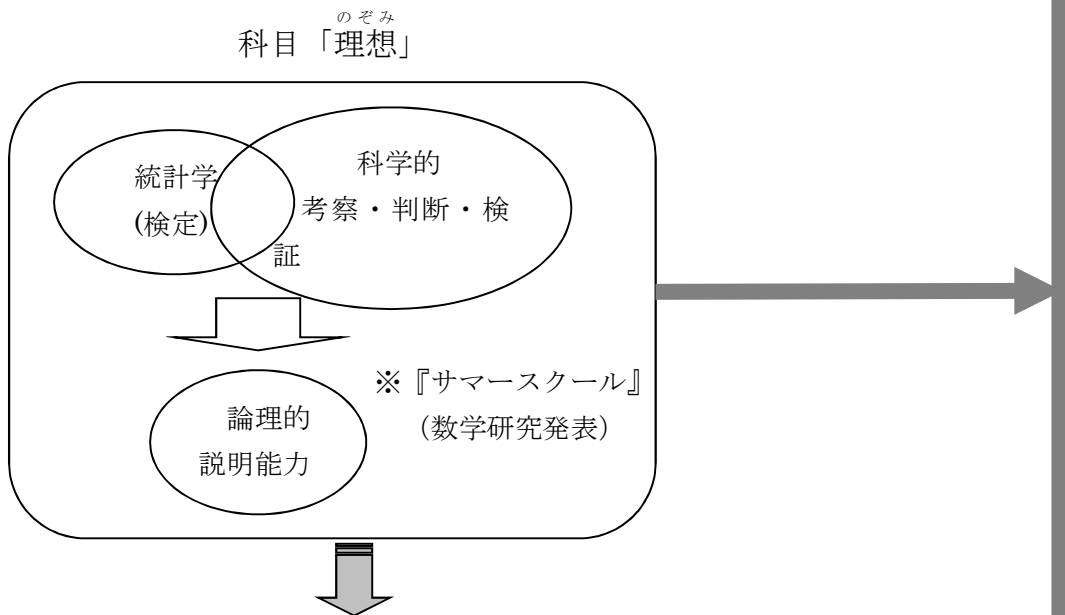 のぞみ
科目「理想」
統計学
(検定)
科学的
考察・判断・検
証
※『サマースクール』
（数学研究発表）
論理的
説明能力